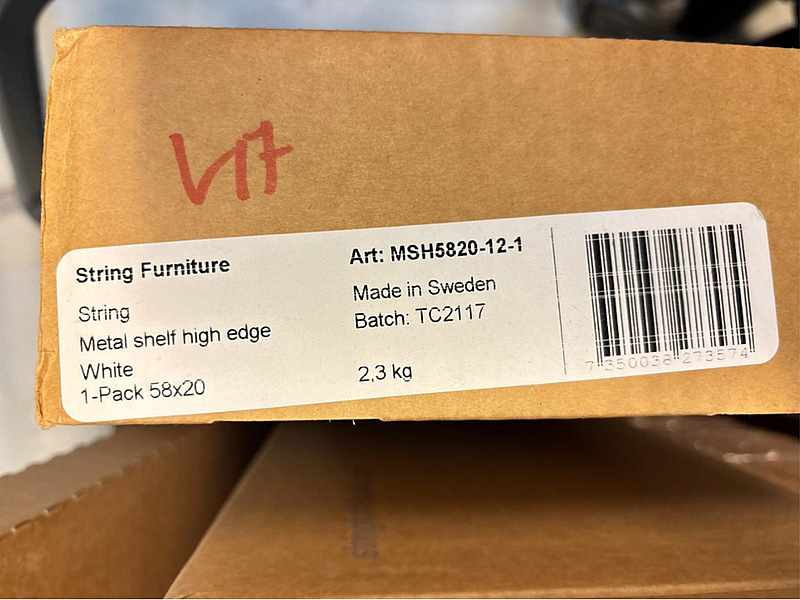 VIT
String Furniture
String
Metal shelf high edge
White
1-Pack 58x20
Art: MSH5820-12-1
Made in Sweden
Batch: TC2117
2,3 kg
7 350038 273574